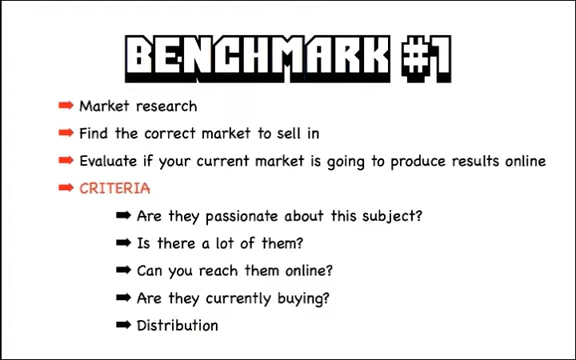 BENCHMARK #1
Market research
Find the correct market to sell in
Evaluate if your current market is going to produce results online
CRITERIA
Are they passionate about this subject?
Is there a lot of them?
Can you reach them online?
Are they currently buying?
Distribution